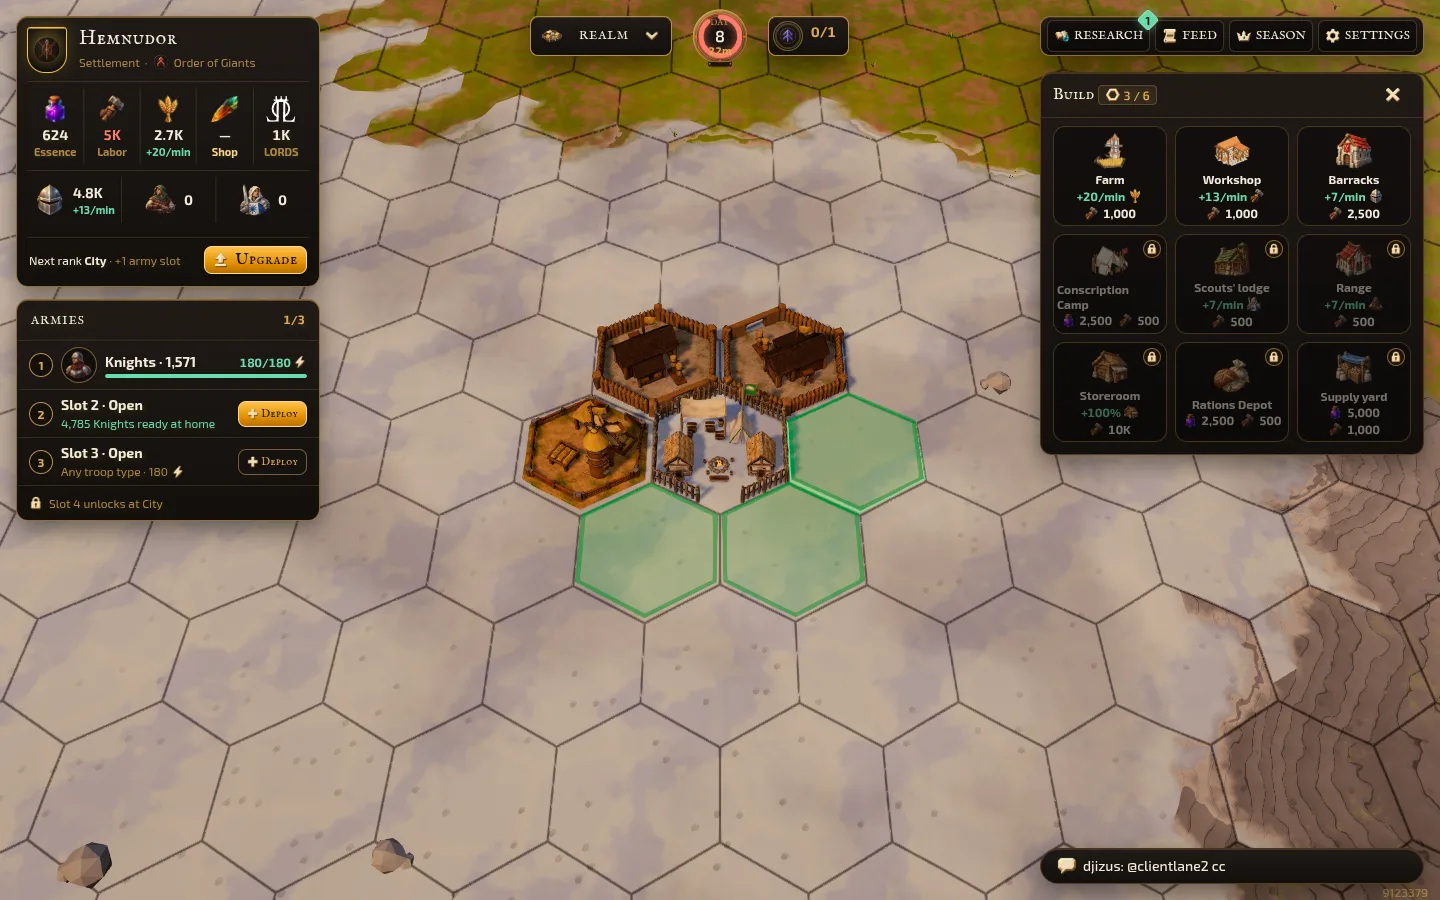 Hemnudor
Settlement · Order of Giants
624
Essence
5K
Labor
2.7K
+20/min
—
Shop
1K
LORDS
4.8K
+13/min
0
0
Next rank City · +1 army slot
Upgrade
ARMIES
1/3
1
Knights · 1,571
180/180
2
Slot 2 · Open
4,785 Knights ready at home
Deploy
3
Slot 3 · Open
Any troop type · 180
Deploy
Slot 4 unlocks at City
REALM
DAY
8
22m
0/1
1
RESEARCH
FEED
SEASON
SETTINGS
Build
3 / 6
Farm
+20/min
1,000
Workshop
+13/min
1,000
Barracks
+7/min
2,500
Conscription
Camp
2,500 500
Scouts' lodge
+7/min
500
Range
+7/min
500
Storeroom
+100%
10K
Rations Depot
2,500 500
Supply yard
5,000
1,000
djizus: @clientlane2 cc
9123379